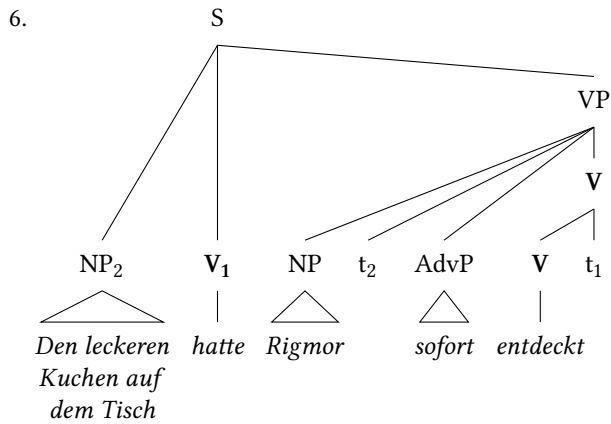 6. S
VP
V
NP₂ V₁ NP t₂ AdvP V t₁
Den leckeren hatte Rigmor sofort entdeckt
Kuchen auf
dem Tisch